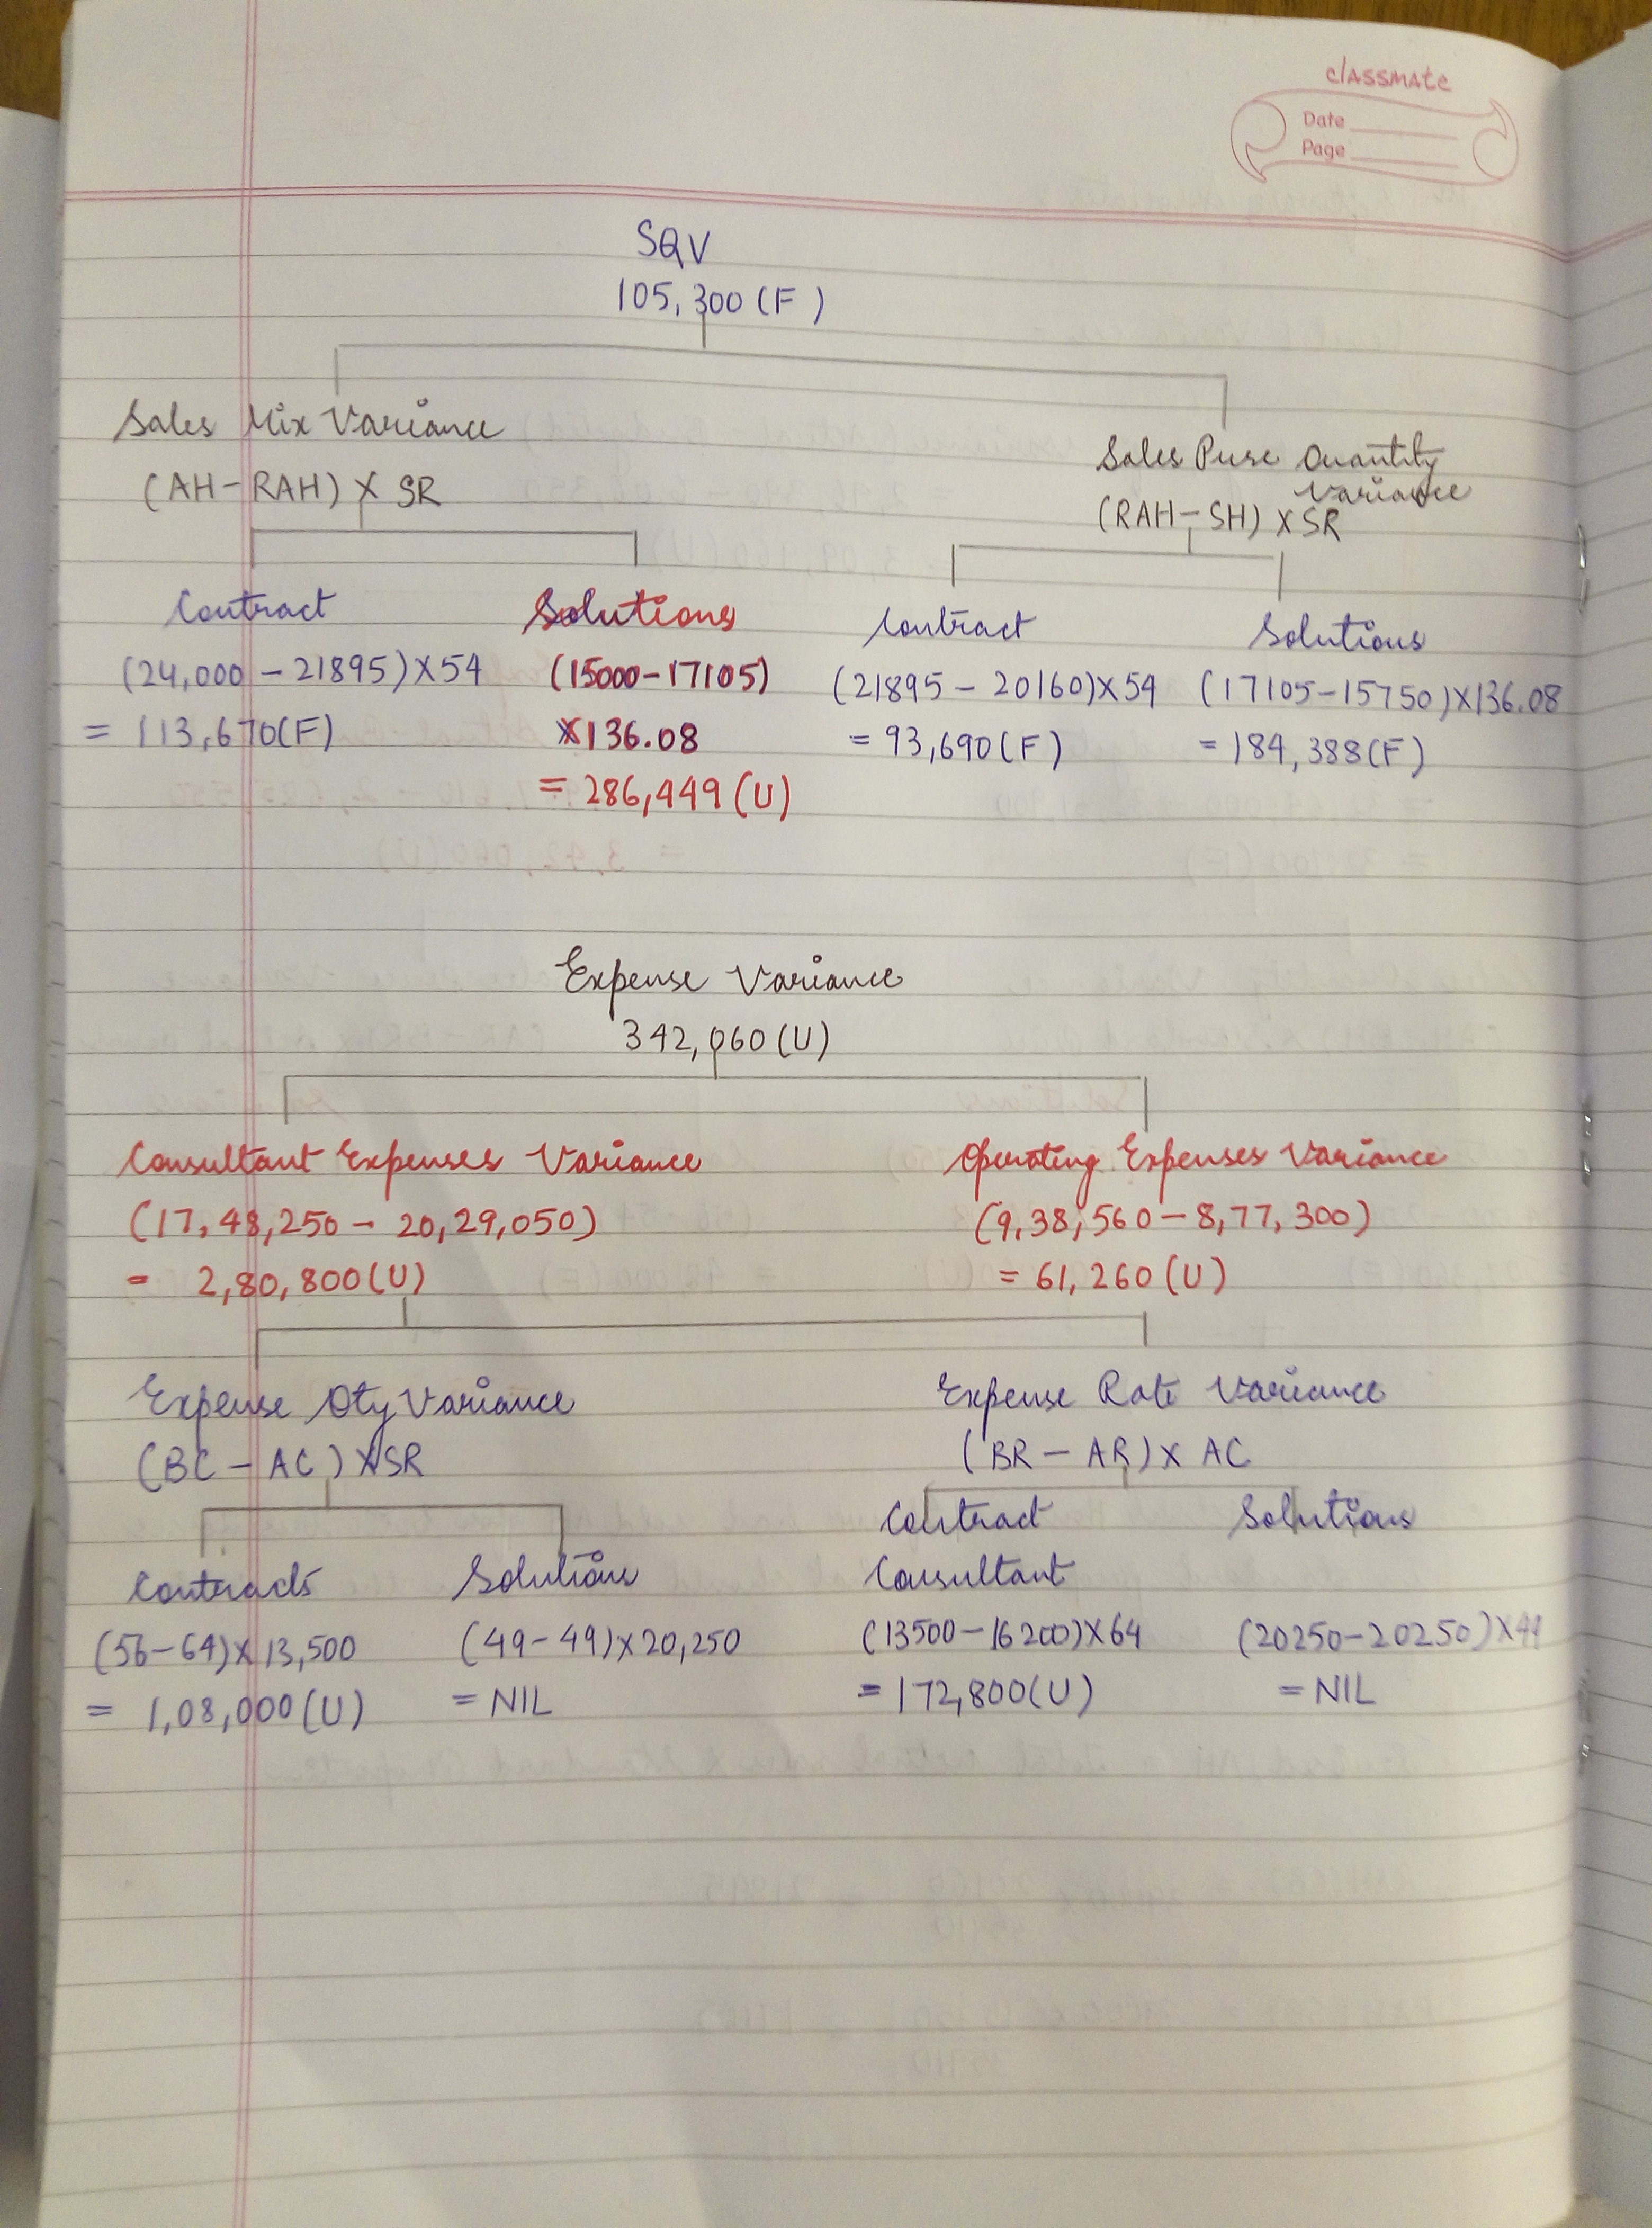 classmate
Date
Page
SQV
105,300 (F)
Sales Mix Variance
(AH-RAH) X SR
Sales Pure Quantity
Variance
(RAH-SH) X SR
Contract
(24,000 - 21895) X 54
= 113,670(F)
Solutions
(15000-17105)
X136.08
= 286,449 (U)
Contract
(21895 - 20160) X 54
= 93,690 (F)
Solutions
(17105-15750) X136.08
= 184,388 (F)
Expense Variance
342,060 (U)
Consultant Expenses Variance
(17,48,250 - 20,29,050)
= 2,80,800 (U)
Operating Expenses Variance
(9,38,560 - 8,77,300)
= 61,260 (U)
Expense Qty Variance
(BC - AC) X SR
Expense Rate Variance
(BR - AR) X AC
Contracts
(56-64) X 13,500
= 1,08,000 (U)
Solutions
(49-49) X 20,250
= NIL
Contract
Consultant
(13500-16200) X 64
= 172,800 (U)
Solutions
(20250-20250) X
= NIL